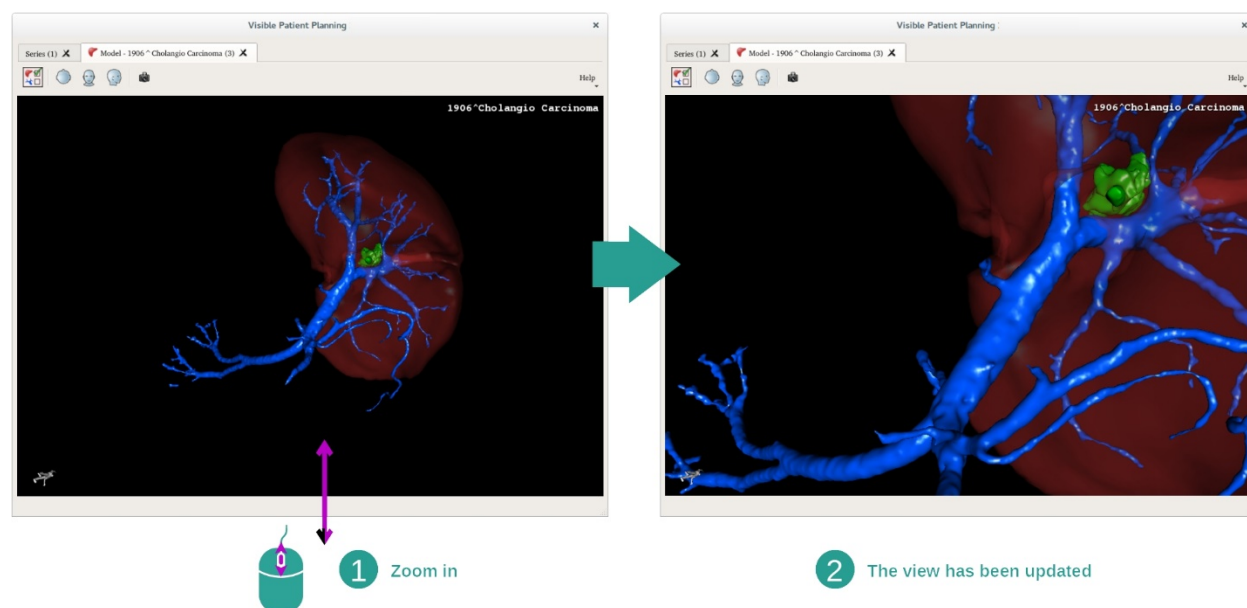 Visible Patient Planning
Series (1) Model - 1906 ^ Cholangio Carcinoma (3)
Help
1906^Cholangio Carcinoma
Visible Patient Planning
Series (1) Model - 1906 ^ Cholangio Carcinoma (3)
Help
1906^Cholangio Carcinoma
1 Zoom in
2 The view has been updated